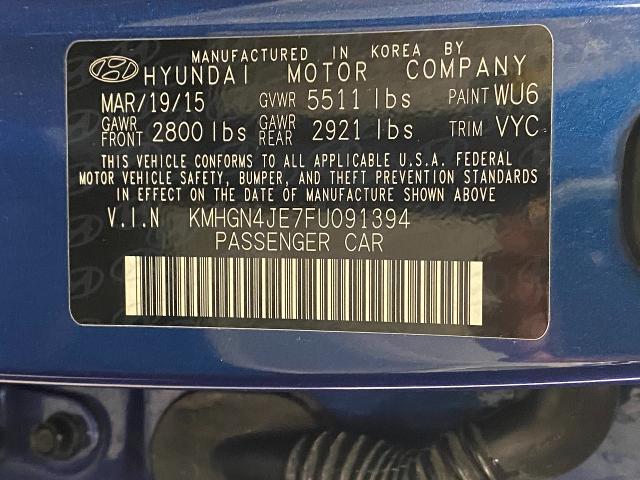 MANUFACTURED IN KOREA BY
HYUNDAI MOTOR COMPANY
MAR/19/15 GVWR 5511 lbs PAINT WU6
GAWR FRONT 2800 lbs GAWR REAR 2921 lbs TRIM VYC
THIS VEHICLE CONFORMS TO ALL APPLICABLE U.S.A. FEDERAL
MOTOR VEHICLE SAFETY, BUMPER, AND THEFT PREVENTION STANDARDS
IN EFFECT ON THE DATE OF MANUFACTURE SHOWN ABOVE
V.I.N KMHGN4JE7FU091394
PASSENGER CAR